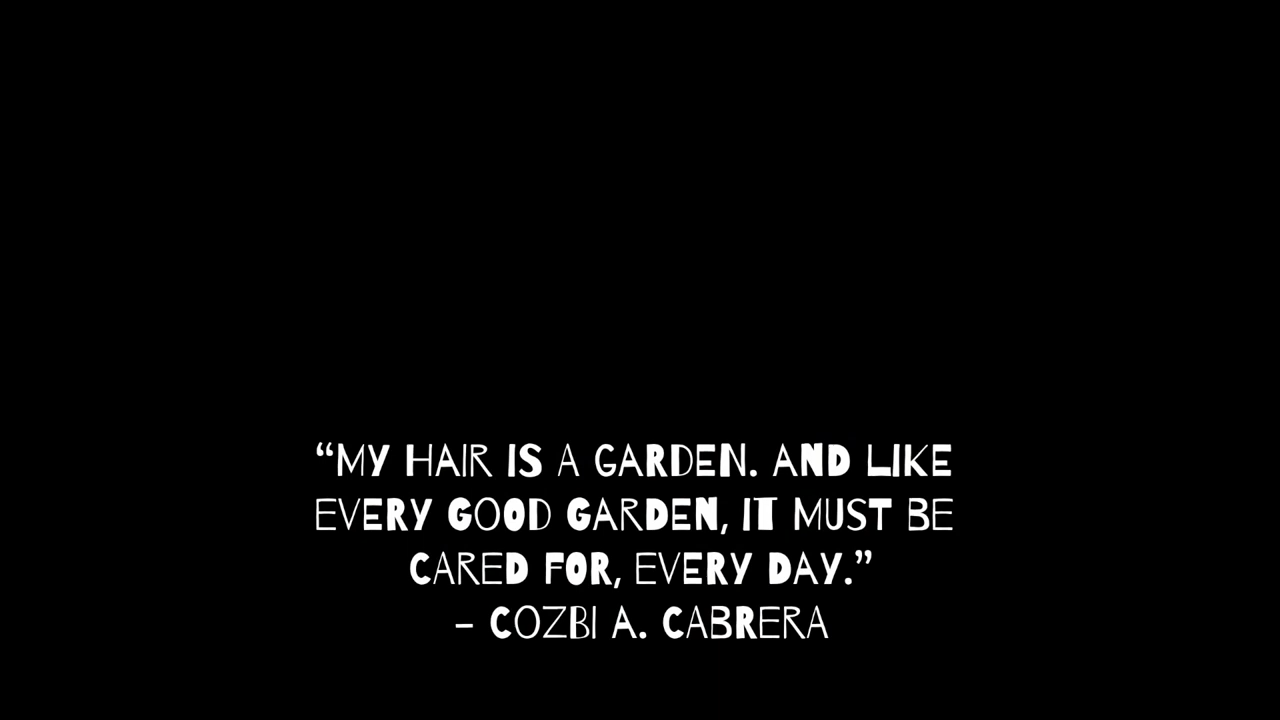 “MY HAIR IS A GARDEN. AND LIKE
EVERY GOOD GARDEN, IT MUST BE
CARED FOR, EVERY DAY.”
– COZBI A. CABRERA